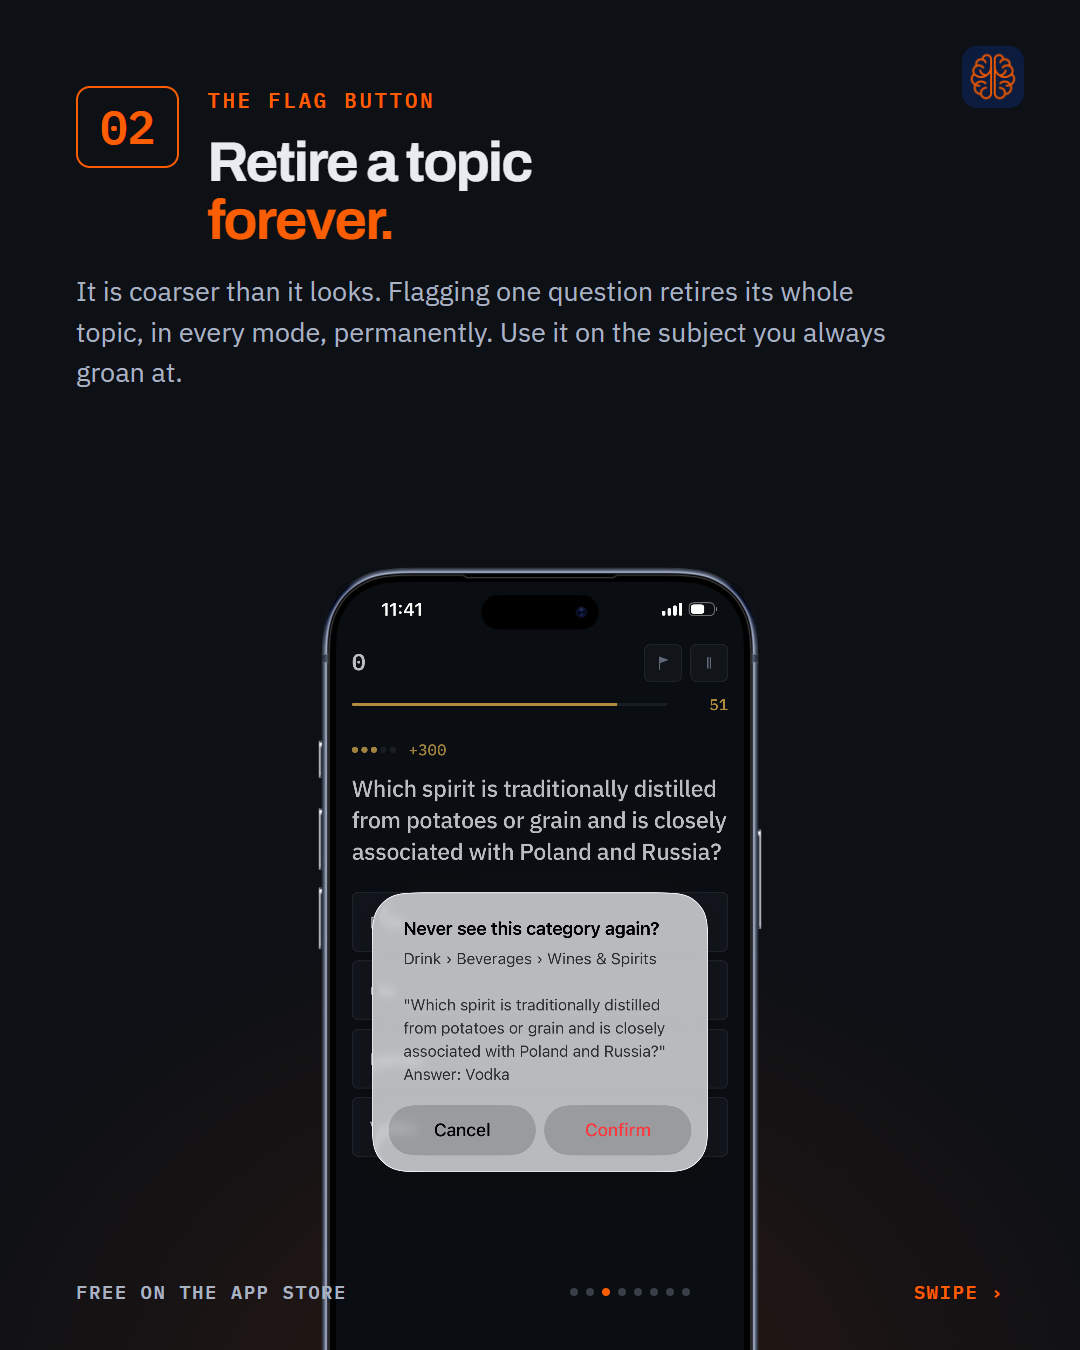 02
THE FLAG BUTTON
Retire a topic
forever.
It is coarser than it looks. Flagging one question retires its whole
topic, in every mode, permanently. Use it on the subject you always
groan at.
11:41
0
51
+300
Which spirit is traditionally distilled
from potatoes or grain and is closely
associated with Poland and Russia?
Never see this category again?
Drink › Beverages › Wines & Spirits
"Which spirit is traditionally distilled
from potatoes or grain and is closely
associated with Poland and Russia?"
Answer: Vodka
Cancel
Confirm
FREE ON THE APP STORE
SWIPE ›